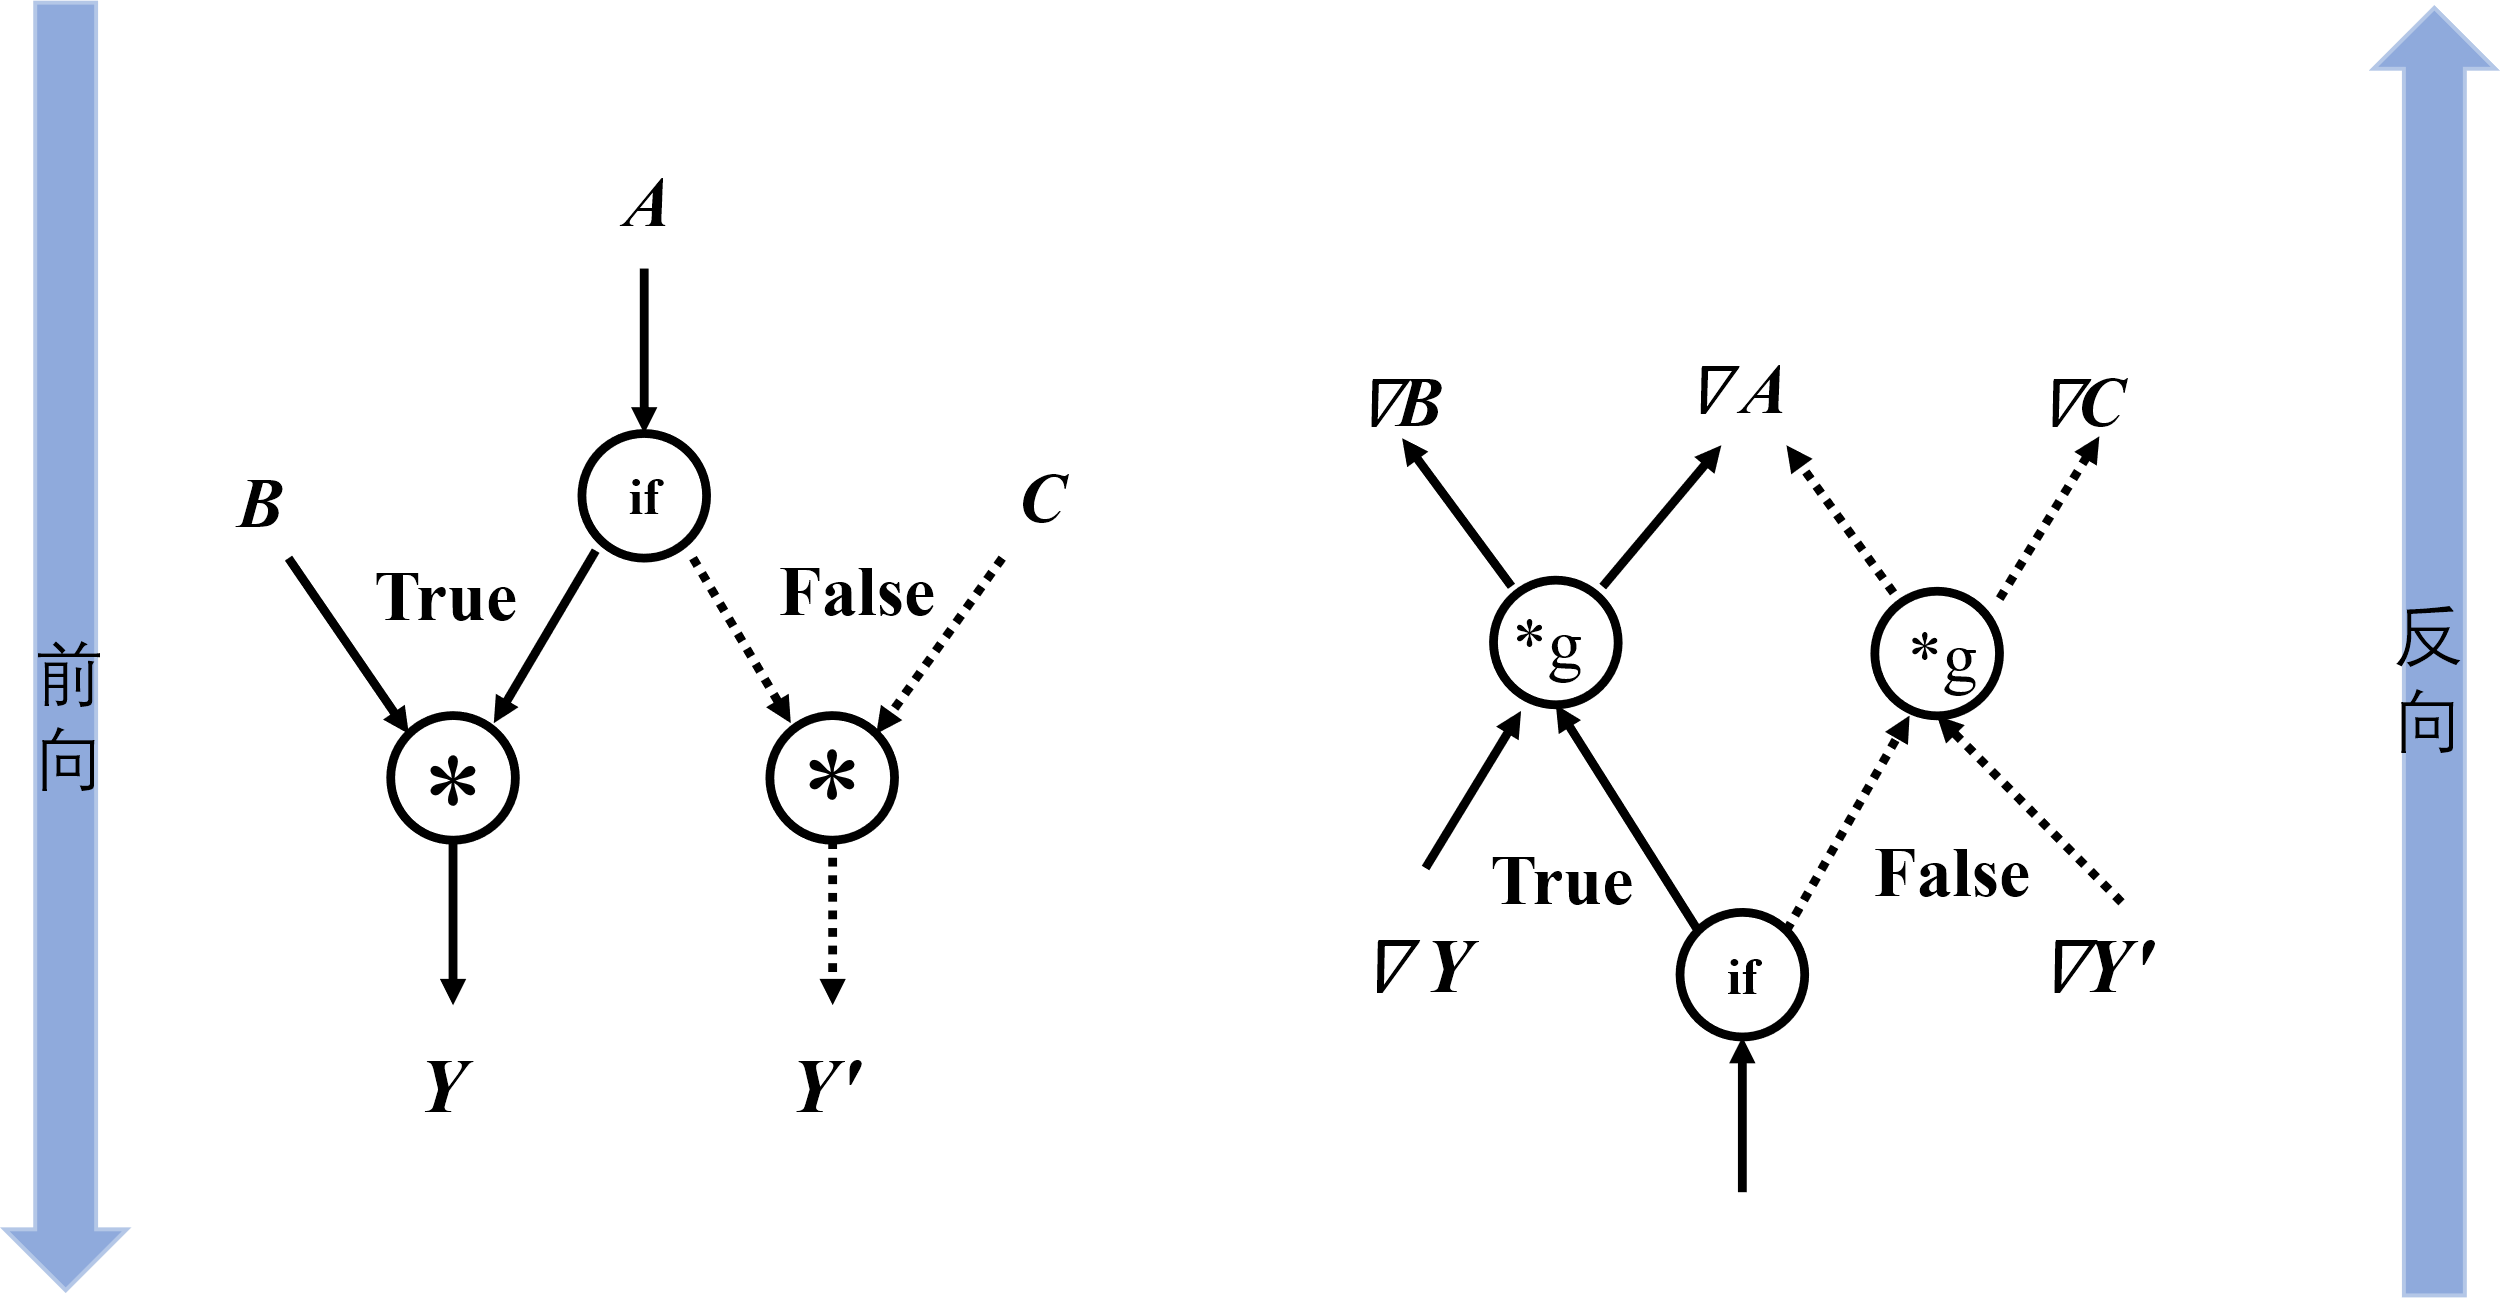 前向
A
B
if
C
True
False
*
*
Y
Y′
∇B
∇A
∇C
*g
*g
True
False
∇Y
if
∇Y′
反向